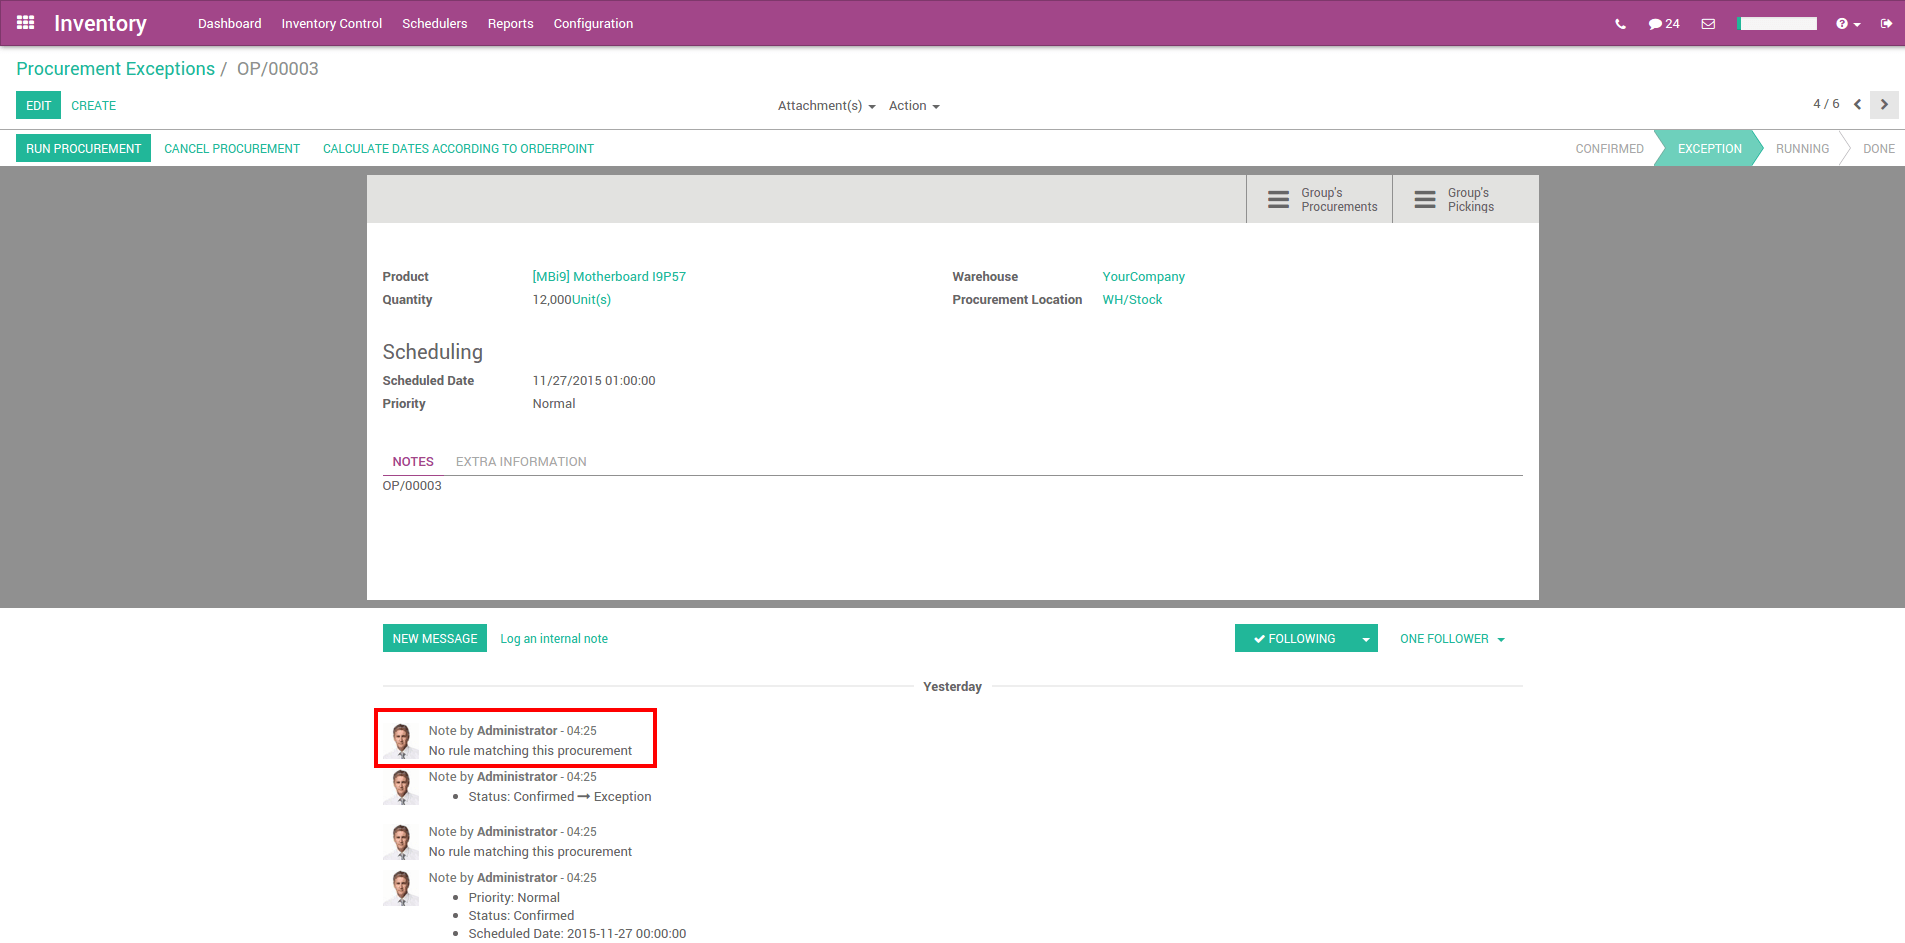 Inventory Dashboard Inventory Control Schedulers Reports Configuration 24
Procurement Exceptions / OP/00003
EDIT CREATE Attachment(s) Action 4 / 6
RUN PROCUREMENT CANCEL PROCUREMENT CALCULATE DATES ACCORDING TO ORDERPOINT CONFIRMED EXCEPTION RUNNING DONE
Group's
Procurements
Group's
Pickings
Product [MBi9] Motherboard I9P57 Warehouse YourCompany
Quantity 12,000Unit(s) Procurement Location WH/Stock
Scheduling
Scheduled Date 11/27/2015 01:00:00
Priority Normal
NOTES EXTRA INFORMATION
OP/00003
NEW MESSAGE Log an internal note FOLLOWING ONE FOLLOWER
Yesterday
Note by Administrator - 04:25
No rule matching this procurement
Note by Administrator - 04:25
• Status: Confirmed → Exception
Note by Administrator - 04:25
No rule matching this procurement
Note by Administrator - 04:25
• Priority: Normal
• Status: Confirmed
• Scheduled Date: 2015-11-27 00:00:00